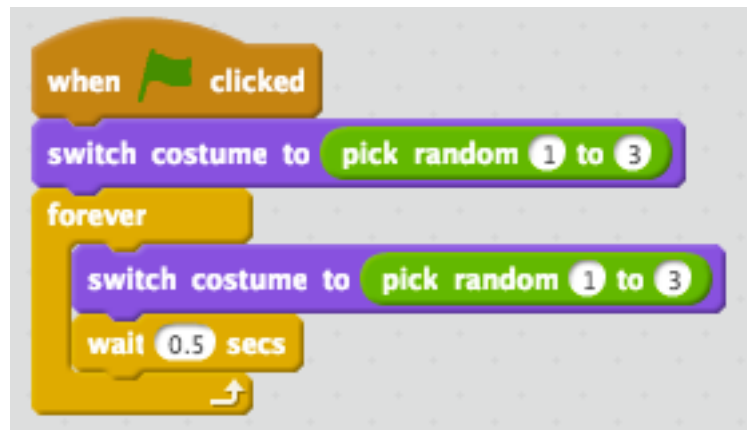 when clicked
switch costume to pick random 1 to 3
forever
switch costume to pick random 1 to 3
wait 0.5 secs